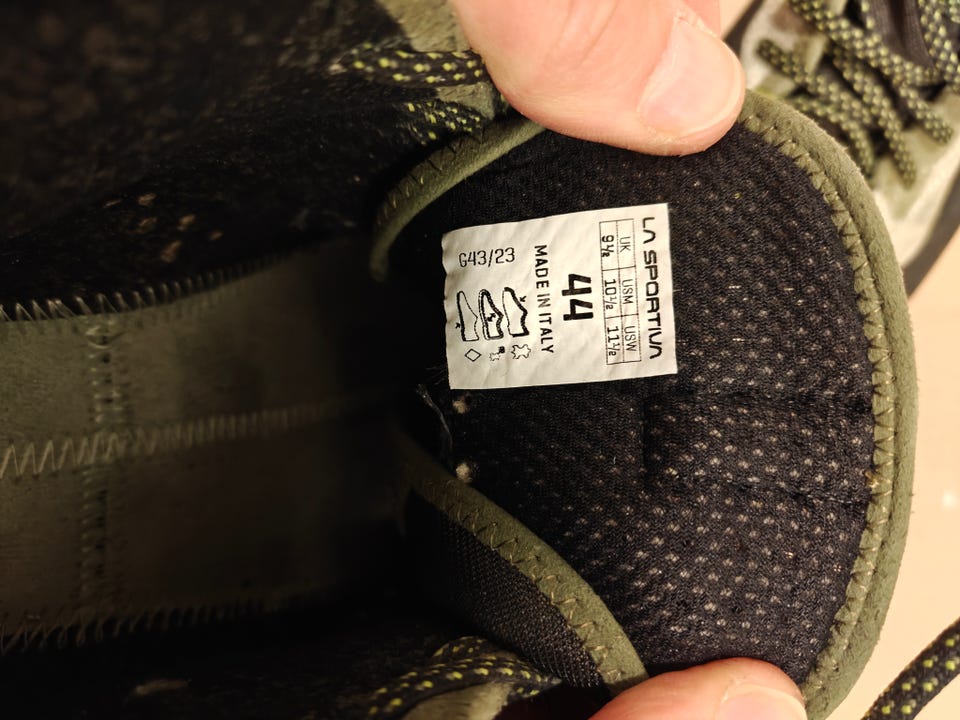 LA SPORTIVA
UK USM USW
9½ 10½ 11½
44
MADE IN ITALY
G43/23